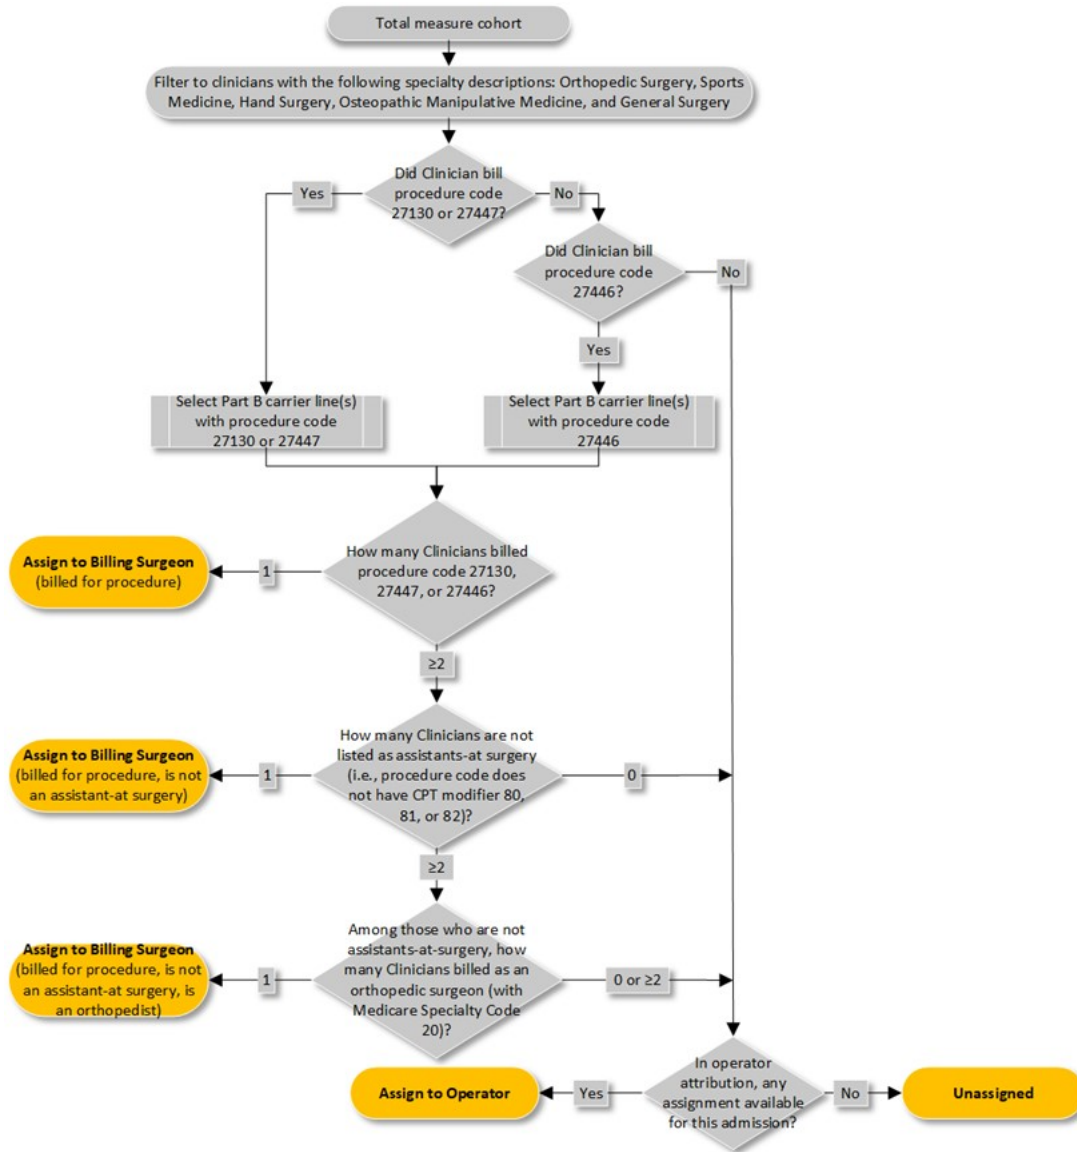 Total measure cohort
Filter to clinicians with the following specialty descriptions: Orthopedic Surgery, Sports
Medicine, Hand Surgery, Osteopathic Manipulative Medicine, and General Surgery
Did Clinician bill
procedure code
27130 or 27447?
Yes
No
Did Clinician bill
procedure code
27446?
No
Yes
Select Part B carrier line(s)
with procedure code
27130 or 27447
Select Part B carrier line(s)
with procedure code
27446
How many Clinicians billed
procedure code 27130,
27447, or 27446?
1
Assign to Billing Surgeon
(billed for procedure)
≥2
How many Clinicians are not
listed as assistants-at surgery
(i.e., procedure code does
not have CPT modifier 80,
81, or 82)?
1
0
Assign to Billing Surgeon
(billed for procedure, is not
an assistant-at surgery)
≥2
Among those who are not
assistants-at-surgery, how
many Clinicians billed as an
orthopedic surgeon (with
Medicare Specialty Code
20)?
1
0 or ≥2
Assign to Billing Surgeon
(billed for procedure, is not
an assistant-at surgery, is
an orthopedist)
In operator
attribution, any
assignment available
for this admission?
Yes
No
Assign to Operator
Unassigned